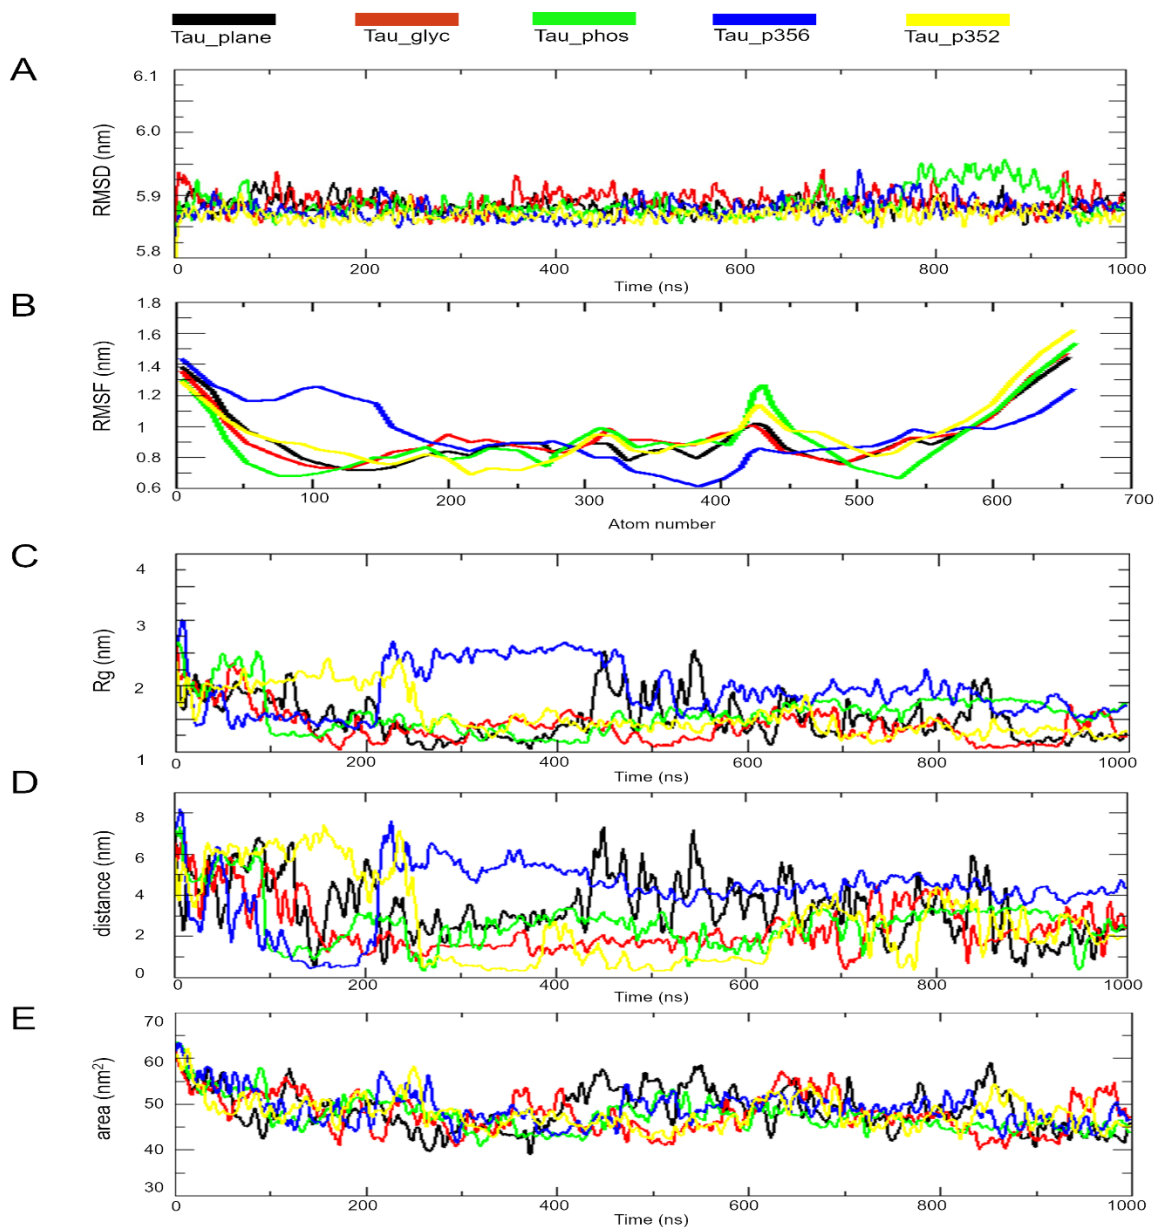 Tau_plane Tau_glyc Tau_phos Tau_p356 Tau_p352
A
6.1
6.0
5.9
5.8
RMSD (nm)
0 200 400 600 800 1000
Time (ns)
B
1.8
1.6
1.4
1.2
1.0
0.8
0.6
RMSF (nm)
0 100 200 300 400 500 600 700
Atom number
C
4
3
2
1
Rg (nm)
0 200 400 600 800 1000
Time (ns)
D
8
6
4
2
0
distance (nm)
0 200 400 600 800 1000
Time (ns)
E
70
60
50
40
30
area (nm²)
0 200 400 600 800 1000
Time (ns)